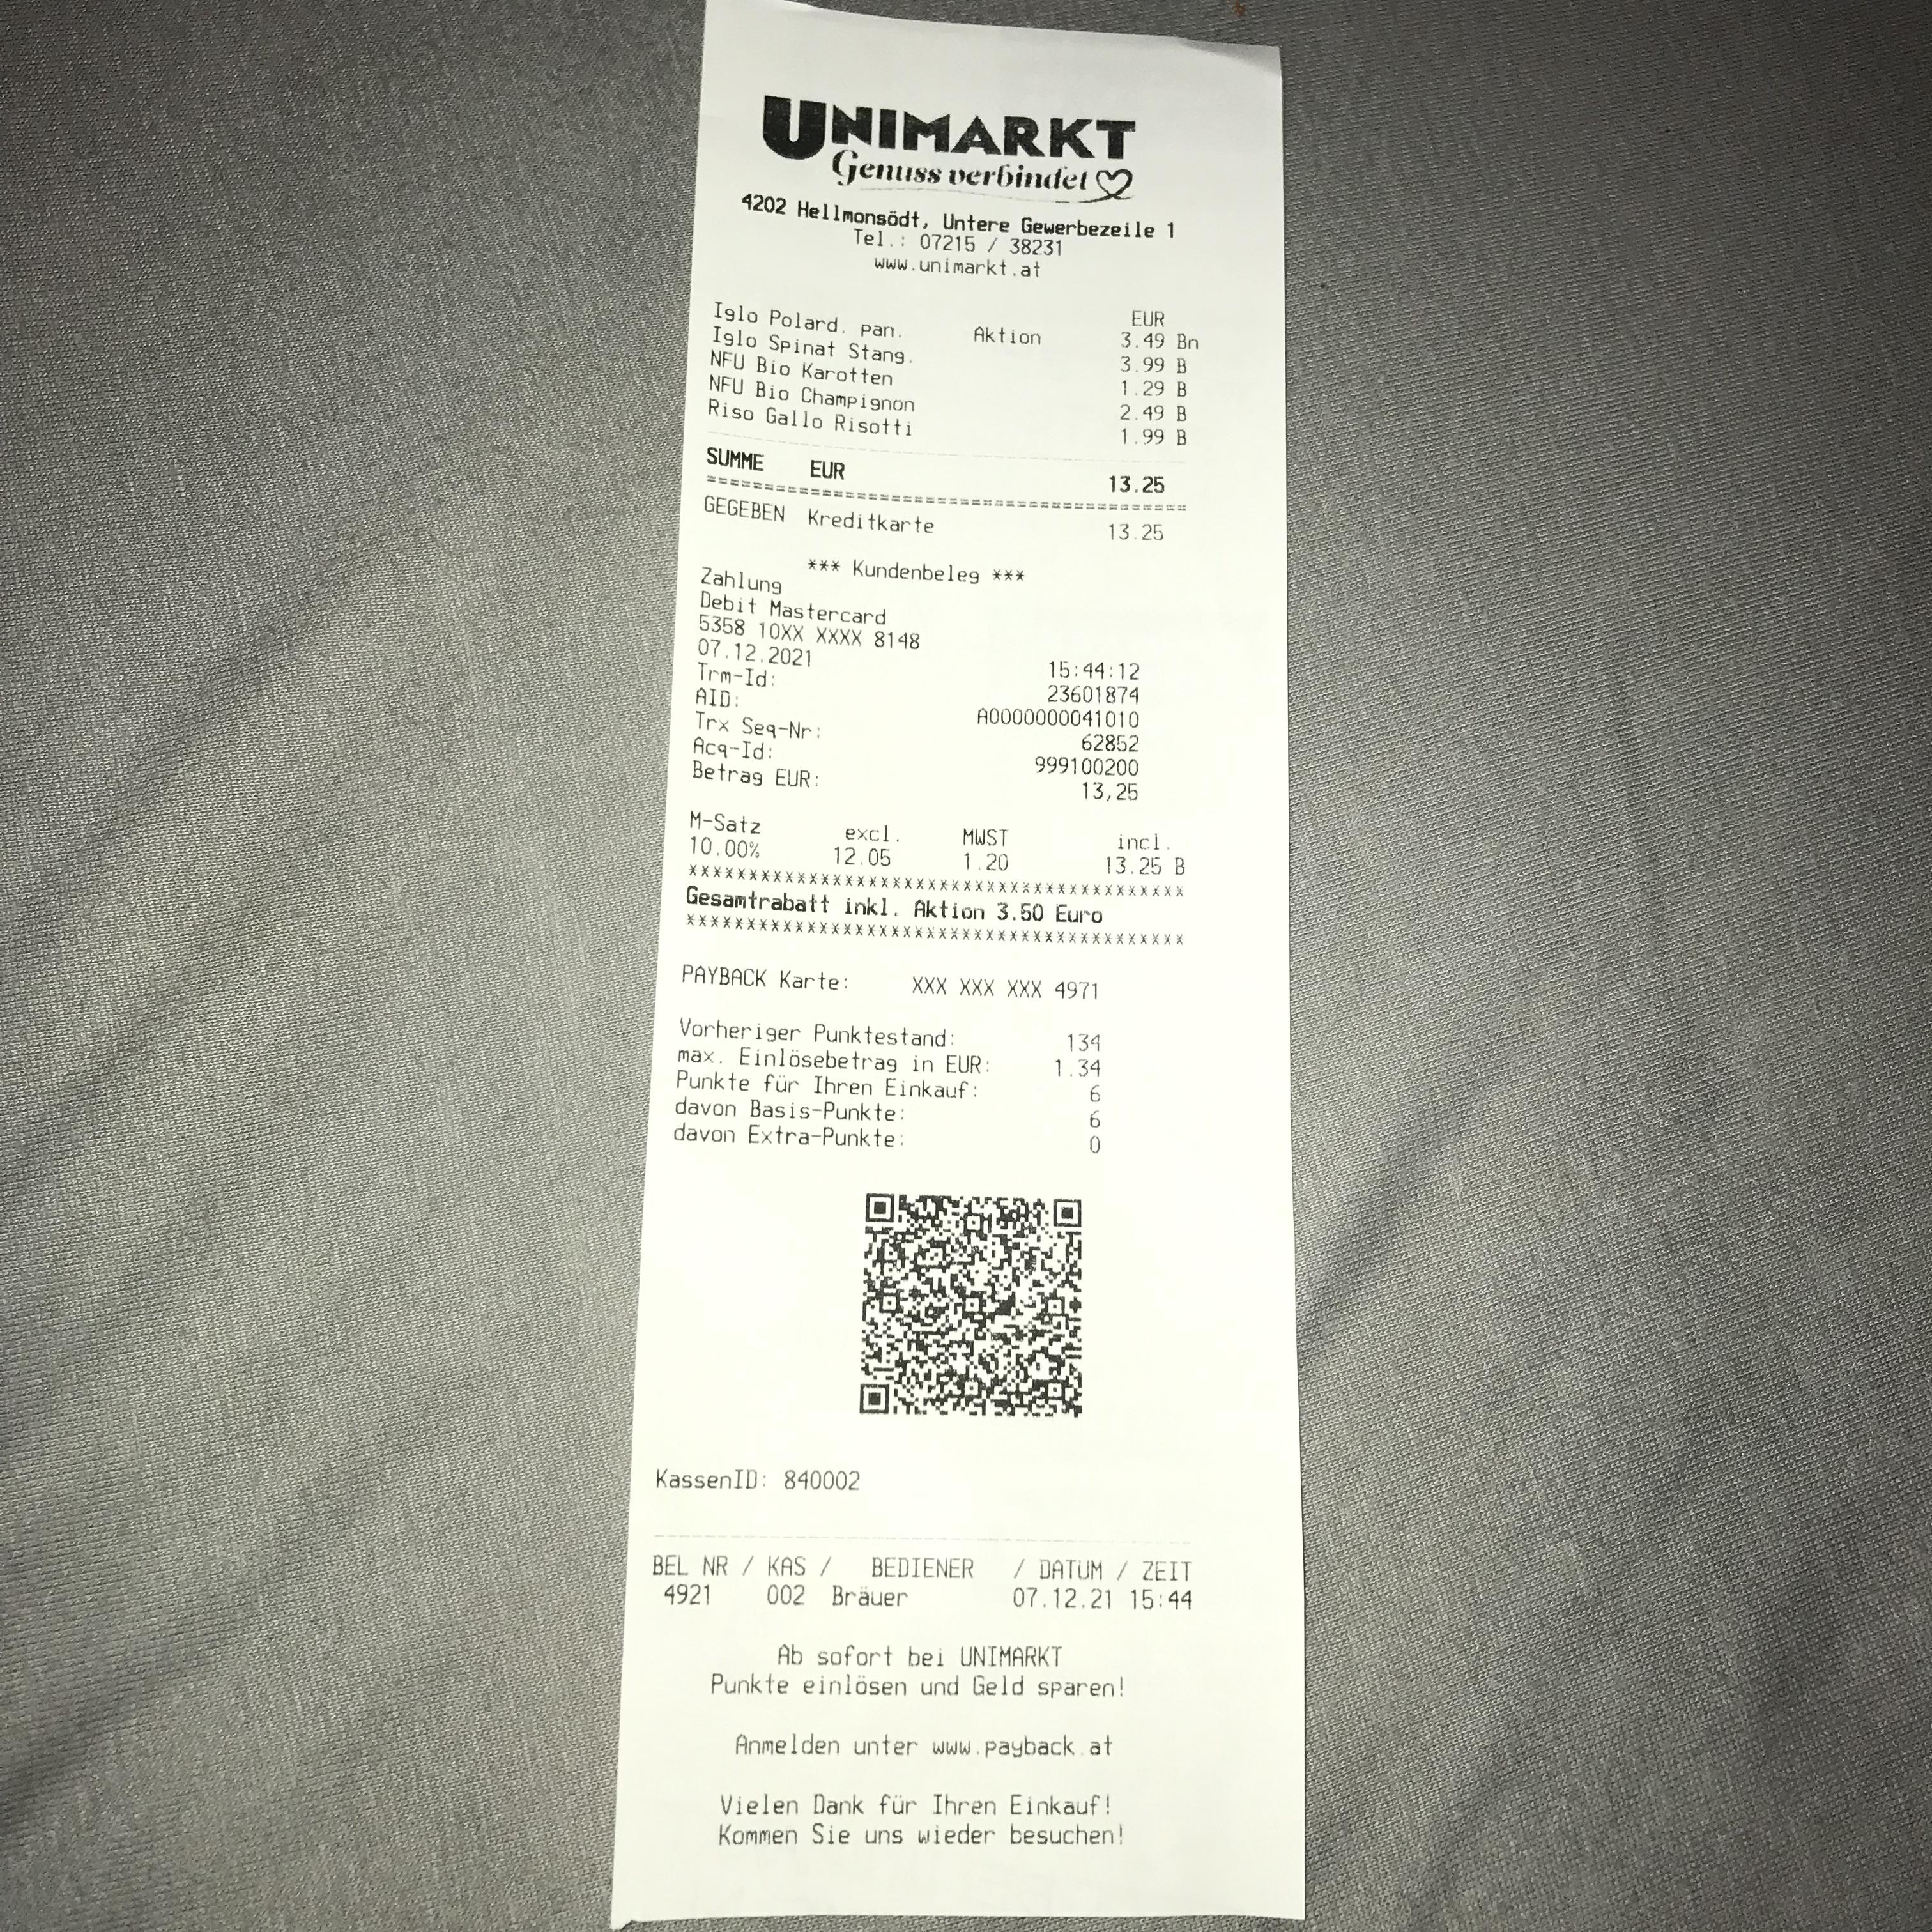 UNIMARKT
Genuss verbindet
4202 Hellmonsödt, Untere Gewerbezeile 1
Tel.: 07215 / 38231
www.unimarkt.at
EUR
Iglo Polard. pan. Aktion 3.49 Bn
Iglo Spinat Stang. 3.99 B
NFU Bio Karotten 1.29 B
NFU Bio Champignon 2.49 B
Riso Gallo Risotti 1.99 B
SUMME EUR 13.25
=========================================
GEGEBEN Kreditkarte 13.25
*** Kundenbeleg ***
Zahlung
Debit Mastercard
5358 10XX XXXX 8148
07.12.2021 15:44:12
Trm-Id: 23601874
AID: A0000000041010
Trx Seq-Nr: 62852
Acq-Id: 999100200
Betrag EUR: 13,25
M-Satz excl. MWST incl.
10.00% 12.05 1.20 13.25 B
xxxxxxxxxxxxxxxxxxxxxxxxxxxxxxxxxxxxxxxxx
Gesamtrabatt inkl. Aktion 3.50 Euro
xxxxxxxxxxxxxxxxxxxxxxxxxxxxxxxxxxxxxxxxx
PAYBACK Karte: XXX XXX XXX 4971
Vorheriger Punktestand: 134
max. Einlösebetrag in EUR: 1.34
Punkte für Ihren Einkauf: 6
davon Basis-Punkte: 6
davon Extra-Punkte: 0
KassenID: 840002
BEL NR / KAS / BEDIENER / DATUM / ZEIT
4921 002 Bräuer 07.12.21 15:44
Ab sofort bei UNIMARKT
Punkte einlösen und Geld sparen!
Anmelden unter www.payback.at
Vielen Dank für Ihren Einkauf!
Kommen Sie uns wieder besuchen!